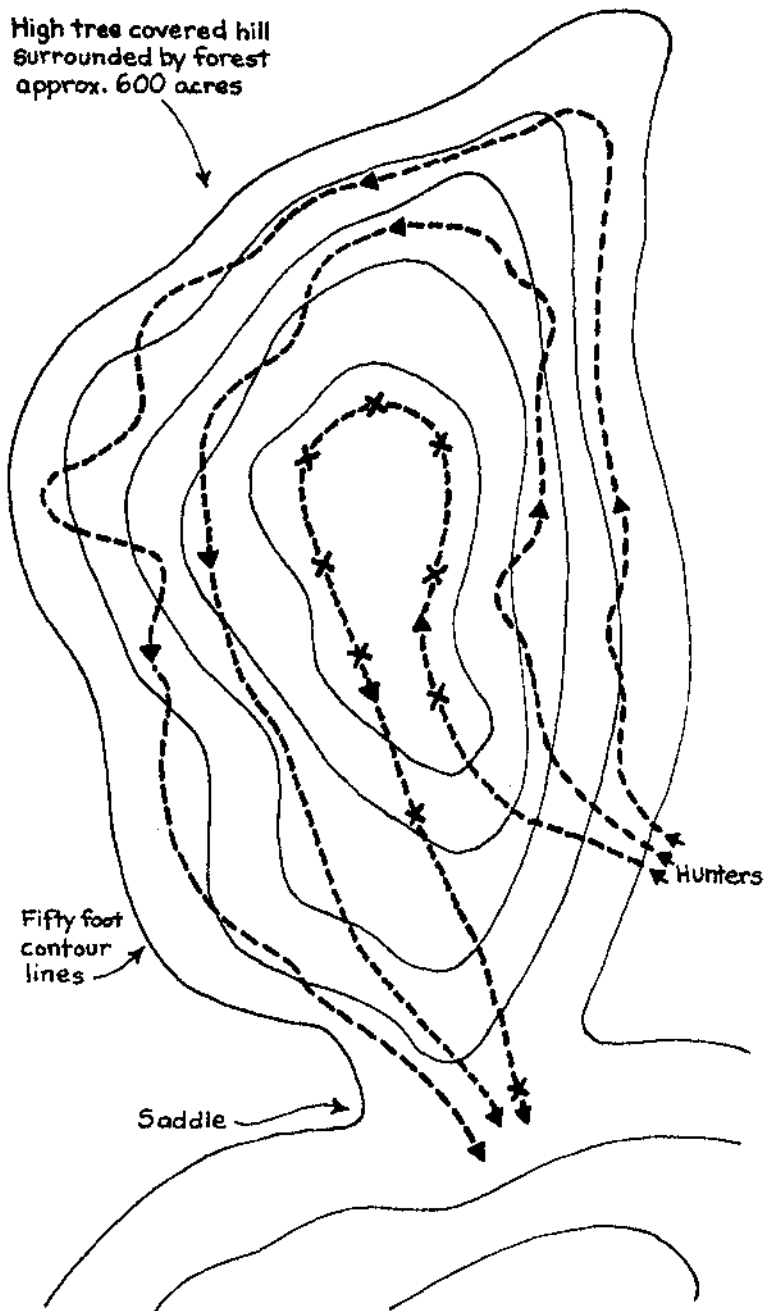 High tree covered hill
surrounded by forest
approx. 600 acres
Hunters
Fifty foot
contour
lines
Saddle